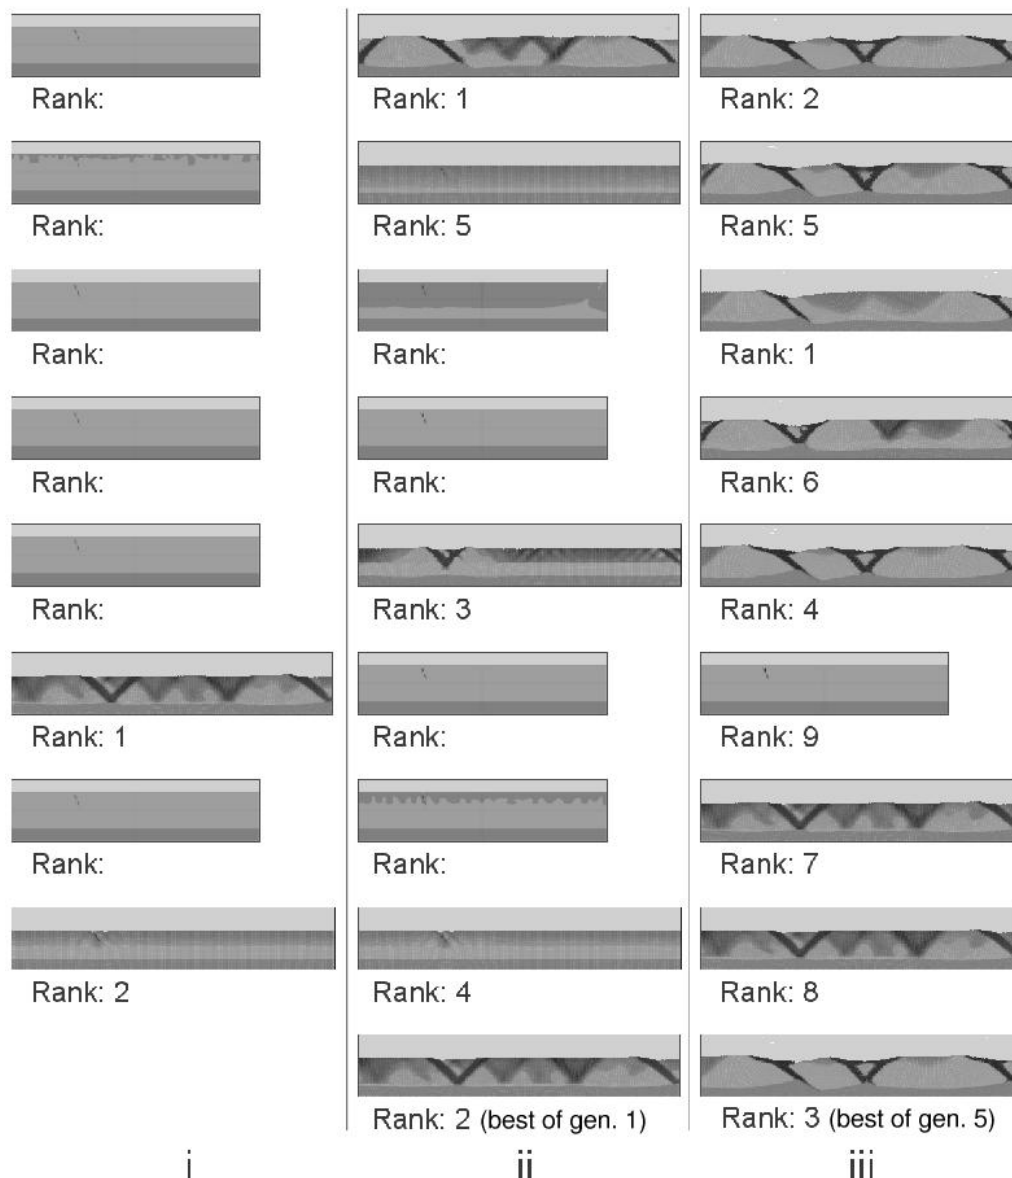 Rank:
Rank:
Rank:
Rank:
Rank:
Rank: 1
Rank:
Rank: 2
i
Rank: 1
Rank: 5
Rank:
Rank:
Rank: 3
Rank:
Rank:
Rank: 4
Rank: 2 (best of gen. 1)
ii
Rank: 2
Rank: 5
Rank: 1
Rank: 6
Rank: 4
Rank: 9
Rank: 7
Rank: 8
Rank: 3 (best of gen. 5)
iii